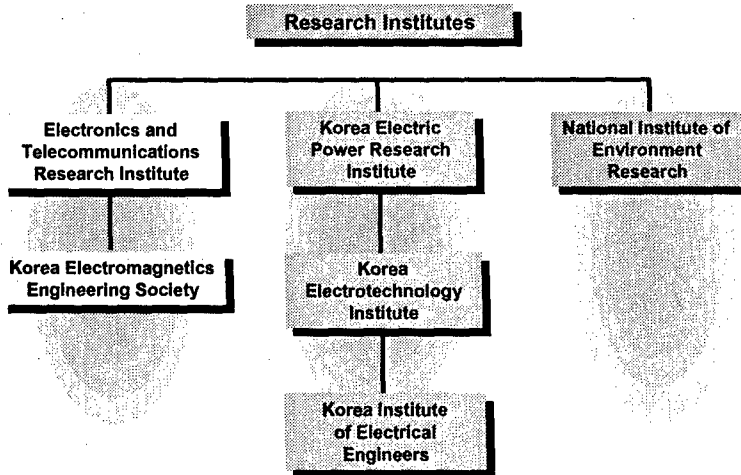 Research Institutes
Electronics and
Telecommunications
Research Institute
Korea Electric
Power Research
Institute
National Institute of
Environment
Research
Korea Electromagnetics
Engineering Society
Korea
Electrotechnology
Institute
Korea Institute
of Electrical
Engineers